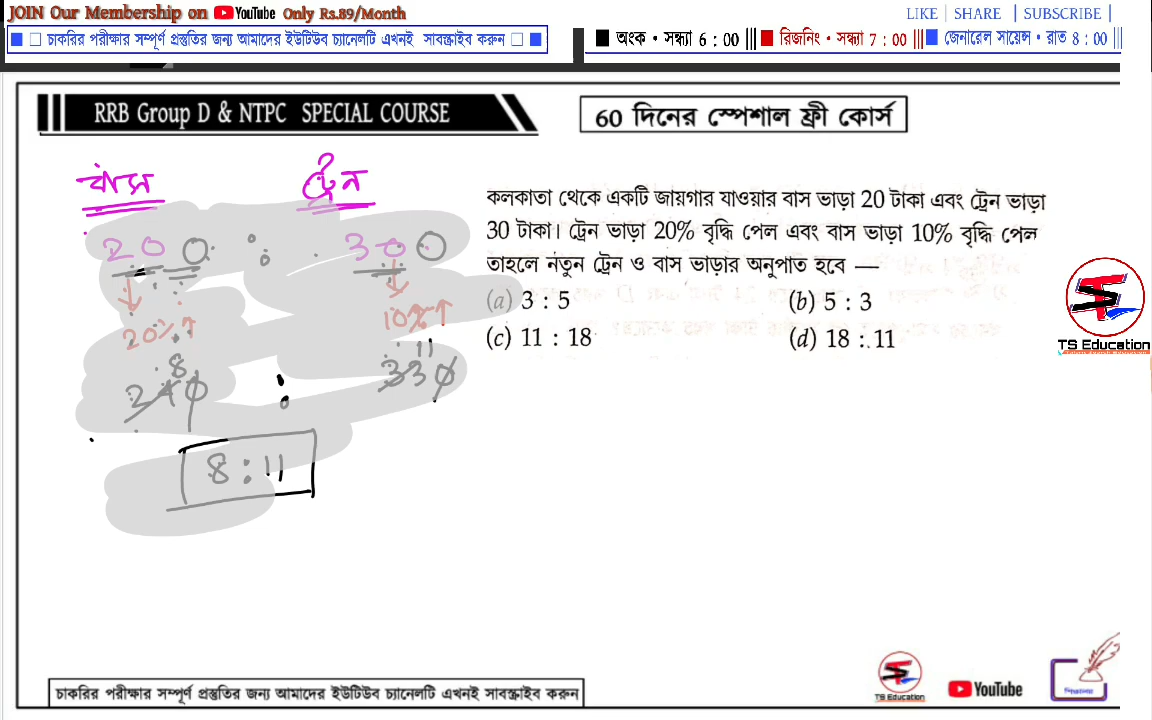 JOIN Our Membership on YouTube Only Rs.89/Month
LIKE | SHARE | SUBSCRIBE |
■ □ চাকরির পরীক্ষার সম্পূর্ণ প্রস্তুতির জন্য আমাদের ইউটিউব চ্যানেলটি এখনই সাবস্ক্রাইব করুন □ ■
■ অংক • সন্ধ্যা 6 : 00 ||| ■ রিজনিং • সন্ধ্যা 7 : 00 ||| ■ জেনারেল সায়েন্স • রাত 8 : 00 |||
RRB Group D & NTPC SPECIAL COURSE
60 দিনের স্পেশাল ফ্রী কোর্স
বাস ট্রেন
200 : 300
20%↑ 10%↑
8 11
240 : 330
8 : 11
কলকাতা থেকে একটি জায়গার যাওয়ার বাস ভাড়া 20 টাকা এবং ট্রেন ভাড়া
30 টাকা। ট্রেন ভাড়া 20% বৃদ্ধি পেল এবং বাস ভাড়া 10% বৃদ্ধি পেল
তাহলে নতুন ট্রেন ও বাস ভাড়ার অনুপাত হবে —
(a) 3 : 5 (b) 5 : 3
(c) 11 : 18 (d) 18 : 11
TS Education
চাকরির পরীক্ষার সম্পূর্ণ প্রস্তুতির জন্য আমাদের ইউটিউব চ্যানেলটি এখনই সাবস্ক্রাইব করুন
TS Education
YouTube